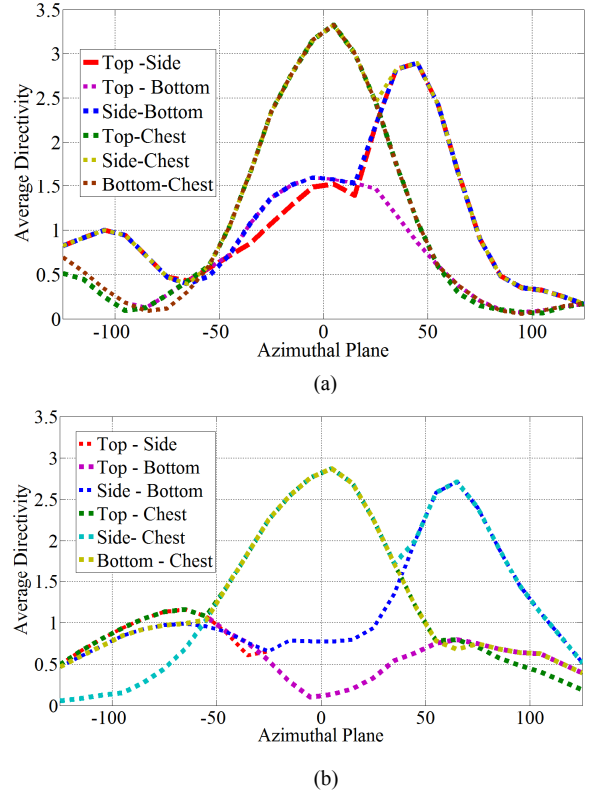 3.5
3
2.5
2
1.5
1
0.5
0
Average Directivity
Top -Side
Top - Bottom
Side-Bottom
Top-Chest
Side-Chest
Bottom-Chest
-100 -50 0 50 100
Azimuthal Plane
(a)
3.5
3
2.5
2
1.5
1
0.5
0
Average Directivity
Top - Side
Top - Bottom
Side - Bottom
Top - Chest
Side- Chest
Bottom - Chest
-100 -50 0 50 100
Azimuthal Plane
(b)